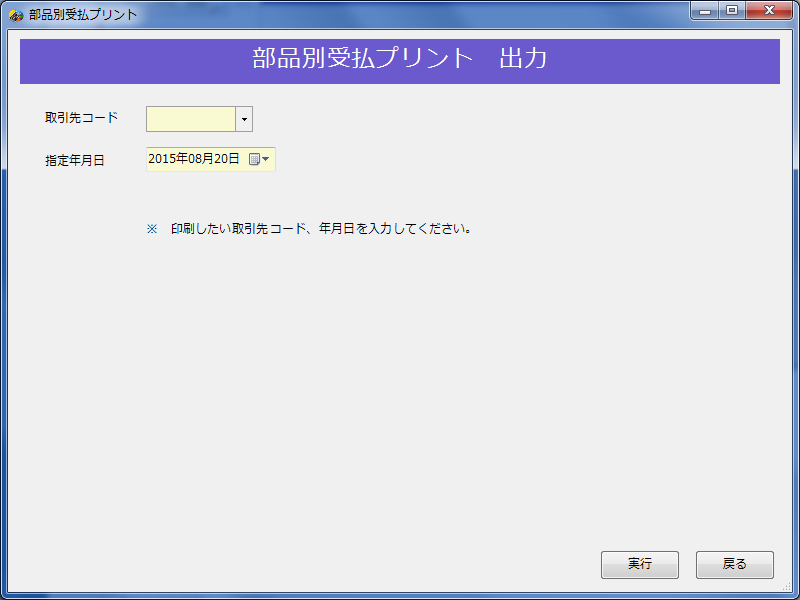 部品別受払プリント
部品別受払プリント　出力
取引先コード
指定年月日
2015年08月20日
※　印刷したい取引先コード、年月日を入力してください。
実行
戻る